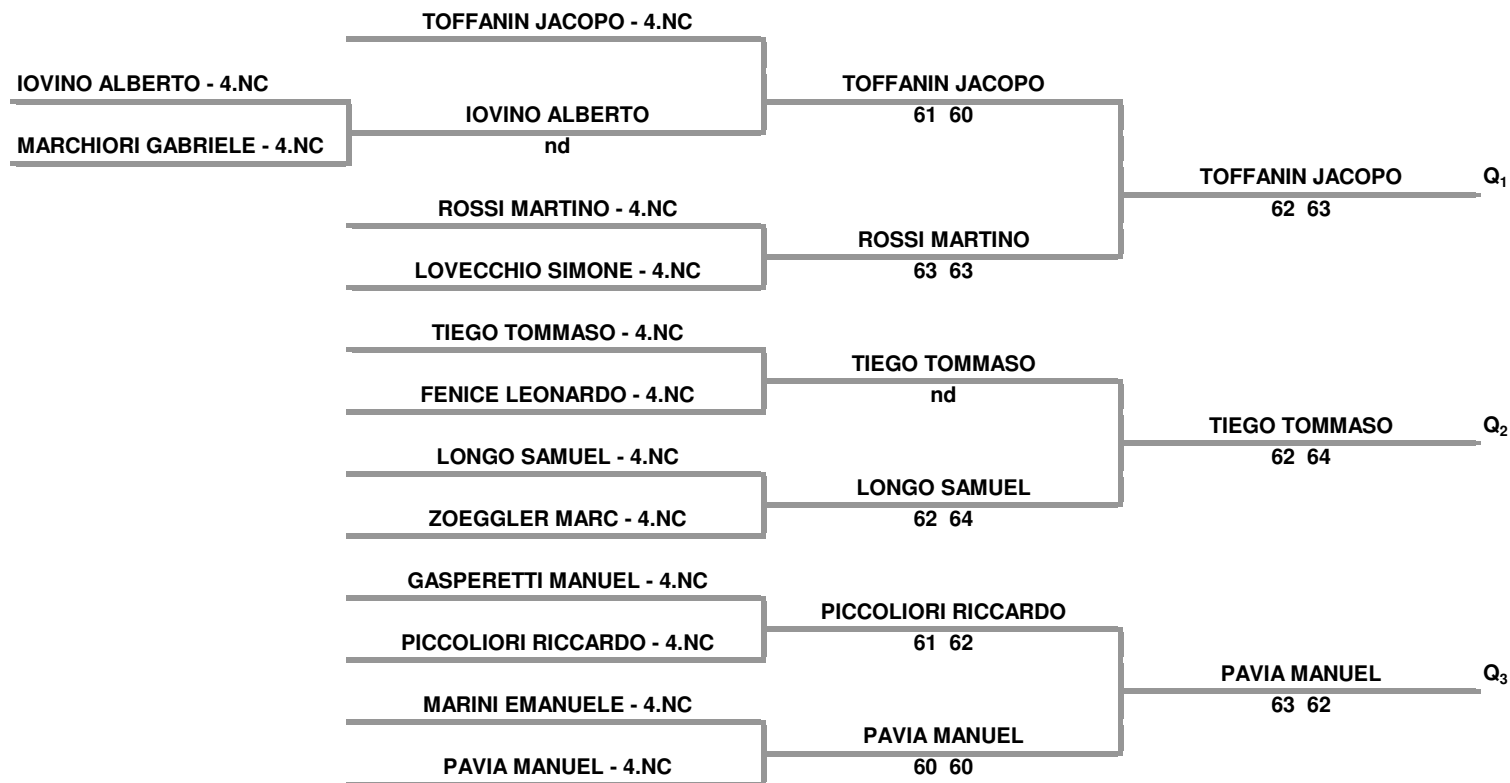 TOFFANIN JACOPO - 4.NC
IOVINO ALBERTO - 4.NC
TOFFANIN JACOPO
61 60
IOVINO ALBERTO
nd
MARCHIORI GABRIELE - 4.NC
TOFFANIN JACOPO
Q1
62 63
ROSSI MARTINO - 4.NC
ROSSI MARTINO
63 63
LOVECCHIO SIMONE - 4.NC
TIEGO TOMMASO - 4.NC
TIEGO TOMMASO
nd
FENICE LEONARDO - 4.NC
TIEGO TOMMASO
Q2
62 64
LONGO SAMUEL - 4.NC
LONGO SAMUEL
62 64
ZOEGGLER MARC - 4.NC
GASPERETTI MANUEL - 4.NC
PICCOLIORI RICCARDO
61 62
PICCOLIORI RICCARDO - 4.NC
PAVIA MANUEL
Q3
63 62
MARINI EMANUELE - 4.NC
PAVIA MANUEL
60 60
PAVIA MANUEL - 4.NC